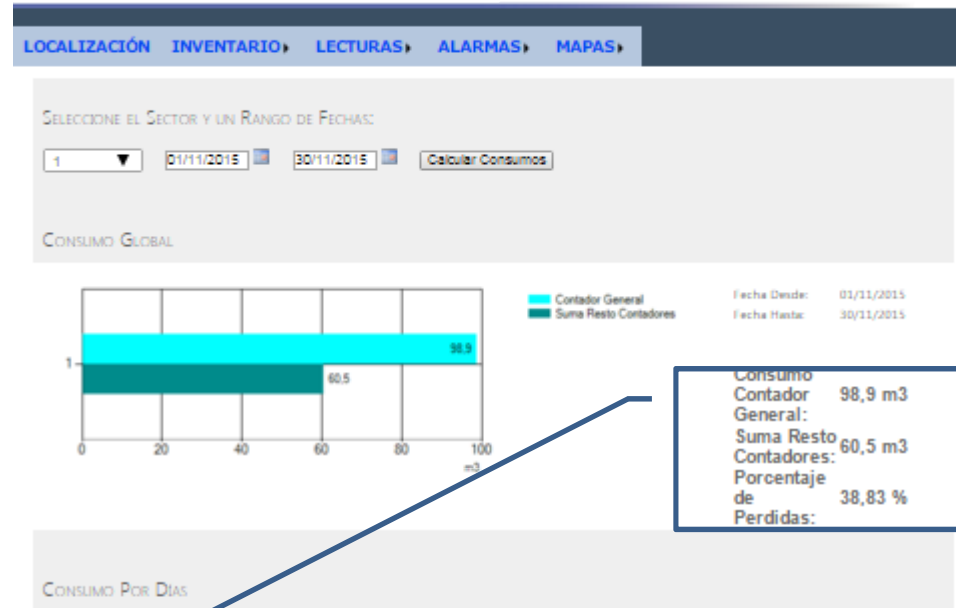 LOCALIZACIÓN INVENTARIO LECTURAS ALARMAS MAPAS
SELECCIONE EL SECTOR Y UN RANGO DE FECHAS:
1 01/11/2015 30/11/2015 Calcular Consumos
CONSUMO GLOBAL
Contador General
Suma Resto Contadores
Fecha Desde: 01/11/2015
Fecha Hasta: 30/11/2015
98,9
1
60,5
0 20 40 60 80 100
m3
Consumo
Contador 98,9 m3
General:
Suma Resto
Contadores: 60,5 m3
Porcentaje
de 38,83 %
Perdidas:
CONSUMO POR DÍAS